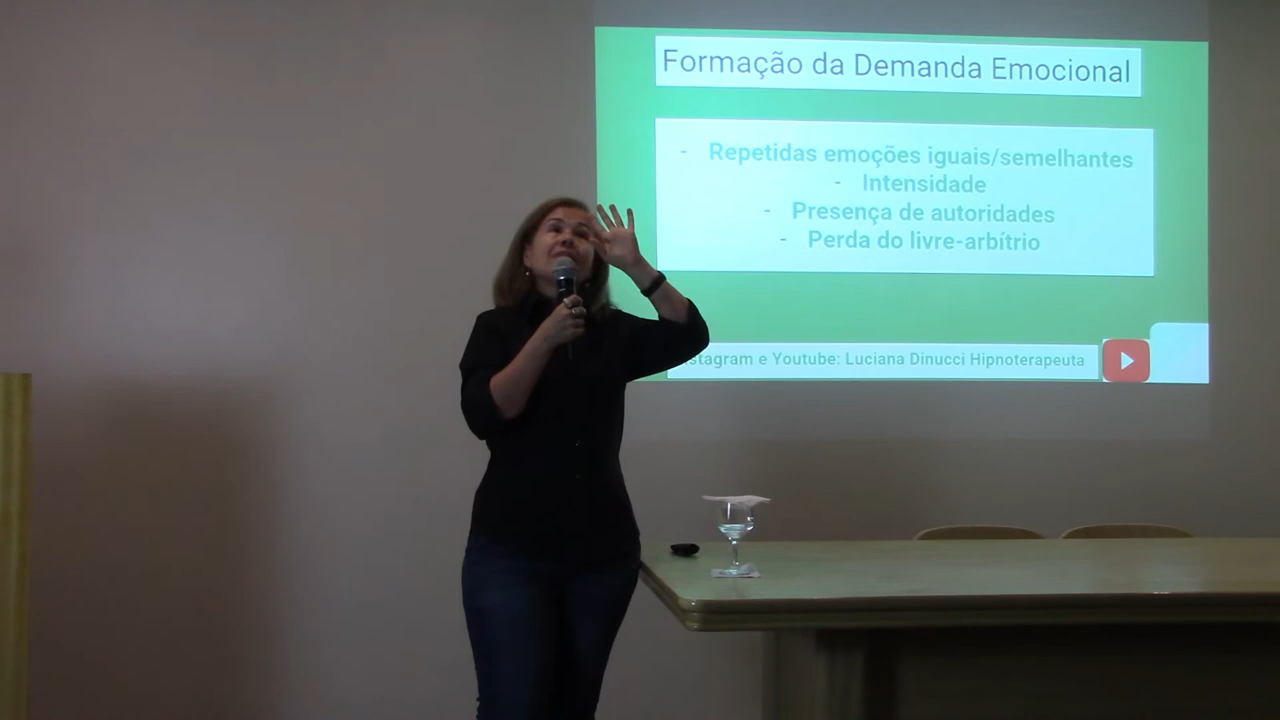 Formação da Demanda Emocional
- Repetidas emoções iguais/semelhantes
- Intensidade
- Presença de autoridades
- Perda do livre-arbítrio
e Youtube: Luciana Dinucci Hipnoterapeuta